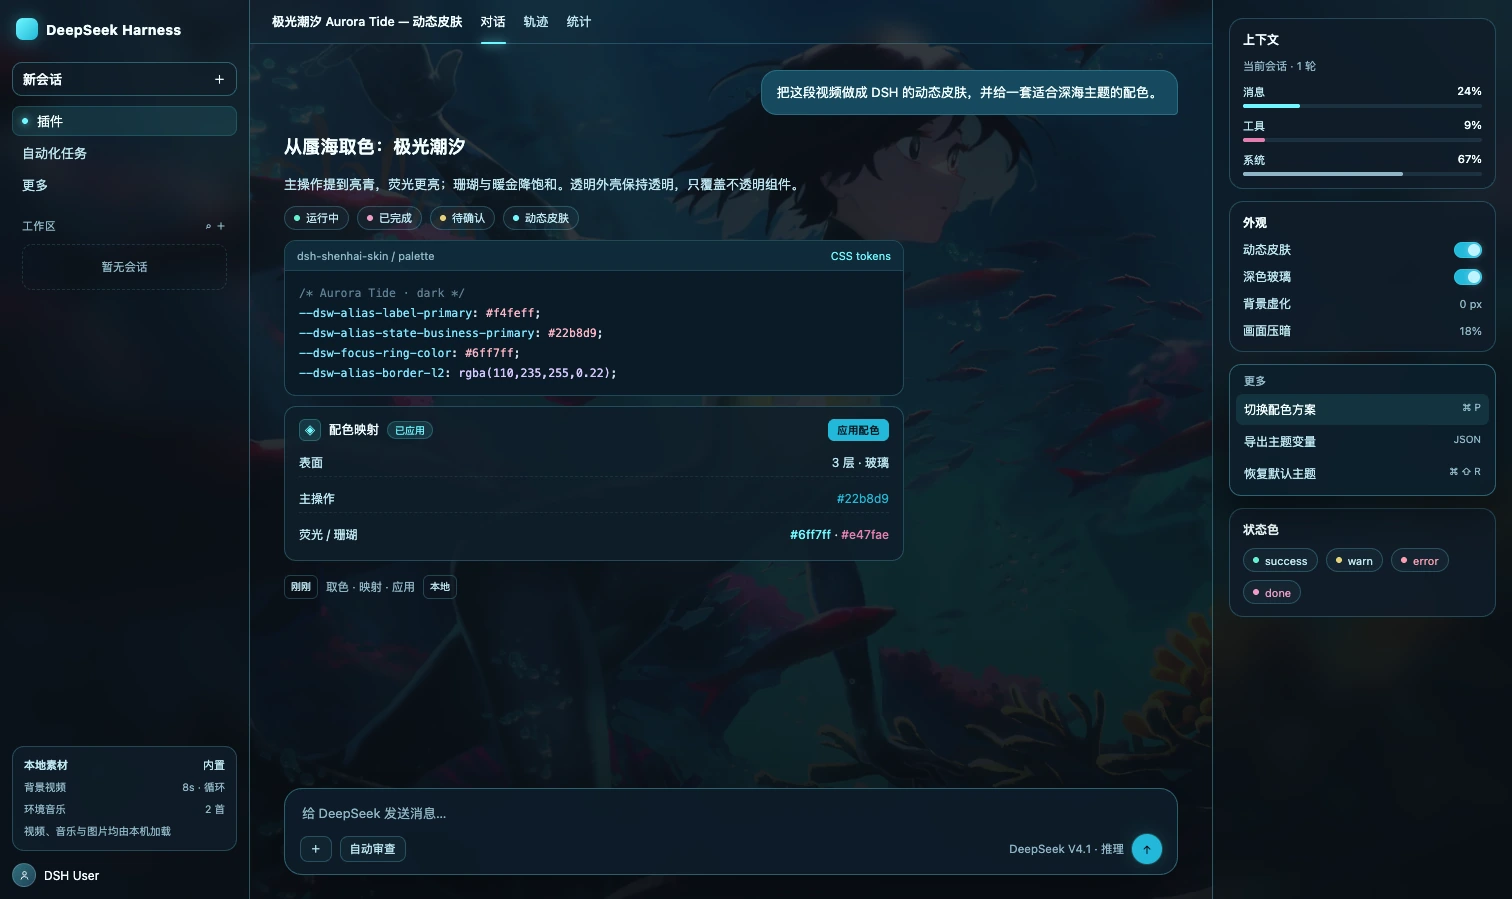 DeepSeek Harness
新会话 +
插件
自动化任务
更多
工作区
暂无会话
本地素材 内置
背景视频 8s · 循环
环境音乐 2 首
视频、音乐与图片均由本机加载
DSH User
极光潮汐 Aurora Tide — 动态皮肤 对话 轨迹 统计
把这段视频做成 DSH 的动态皮肤，并给一套适合深海主题的配色。
从蜃海取色：极光潮汐
主操作提到亮青，荧光更亮；珊瑚与暖金降饱和。透明外壳保持透明，只覆盖不透明组件。
运行中 已完成 待确认 动态皮肤
dsh-shenhai-skin / palette CSS tokens
/* Aurora Tide · dark */
--dsw-alias-label-primary: #f4feff;
--dsw-alias-state-business-primary: #22b8d9;
--dsw-focus-ring-color: #6ff7ff;
--dsw-alias-border-l2: rgba(110,235,255,0.22);
配色映射 已应用 应用配色
表面 3 层 · 玻璃
主操作 #22b8d9
荧光 / 珊瑚 #6ff7ff · #e47fae
刚刚 取色 · 映射 · 应用 本地
给 DeepSeek 发送消息...
+ 自动审查 DeepSeek V4.1 · 推理 ↑
上下文
当前会话 · 1 轮
消息 24%
工具 9%
系统 67%
外观
动态皮肤
深色玻璃
背景虚化 0 px
画面压暗 18%
更多
切换配色方案 ⌘ P
导出主题变量 JSON
恢复默认主题 ⌘ ⇧ R
状态色
success warn error
done